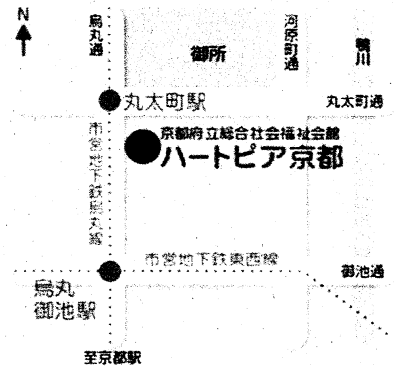 N
烏丸通
御所
河原町通
鴨川
丸太町駅
丸太町通
市営地下鉄烏丸線
京都府立総合社会福祉会館
ハートピア京都
市営地下鉄東西線
御池通
烏丸
御池駅
至京都駅